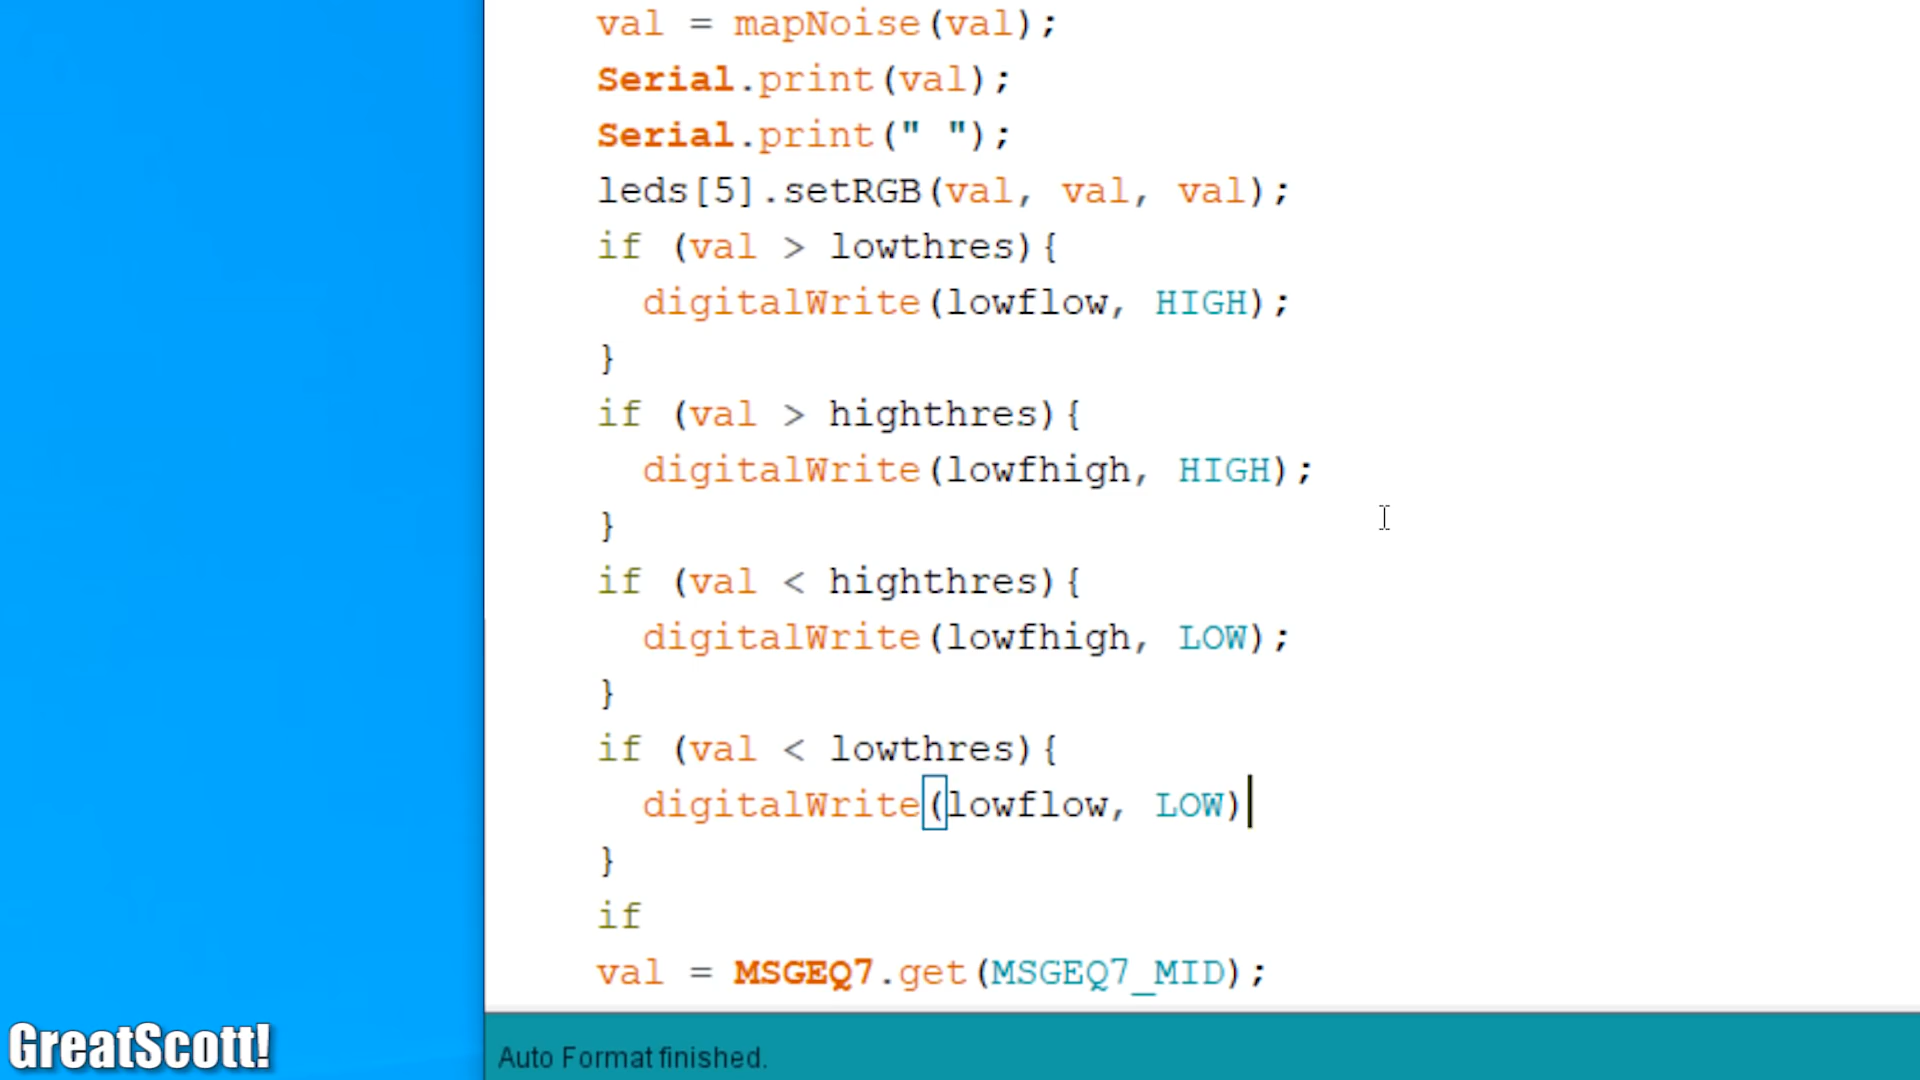 val = mapNoise(val);
Serial.print(val);
Serial.print(" ");
leds[5].setRGB(val, val, val);
if (val > lowthres){
digitalWrite(lowflow, HIGH);
}
if (val > highthres){
digitalWrite(lowfhigh, HIGH);
}
if (val < highthres){
digitalWrite(lowfhigh, LOW);
}
if (val < lowthres){
digitalWrite(lowflow, LOW)
}
if
val = MSGEQ7.get(MSGEQ7_MID);
Auto Format finished.
GreatScott!